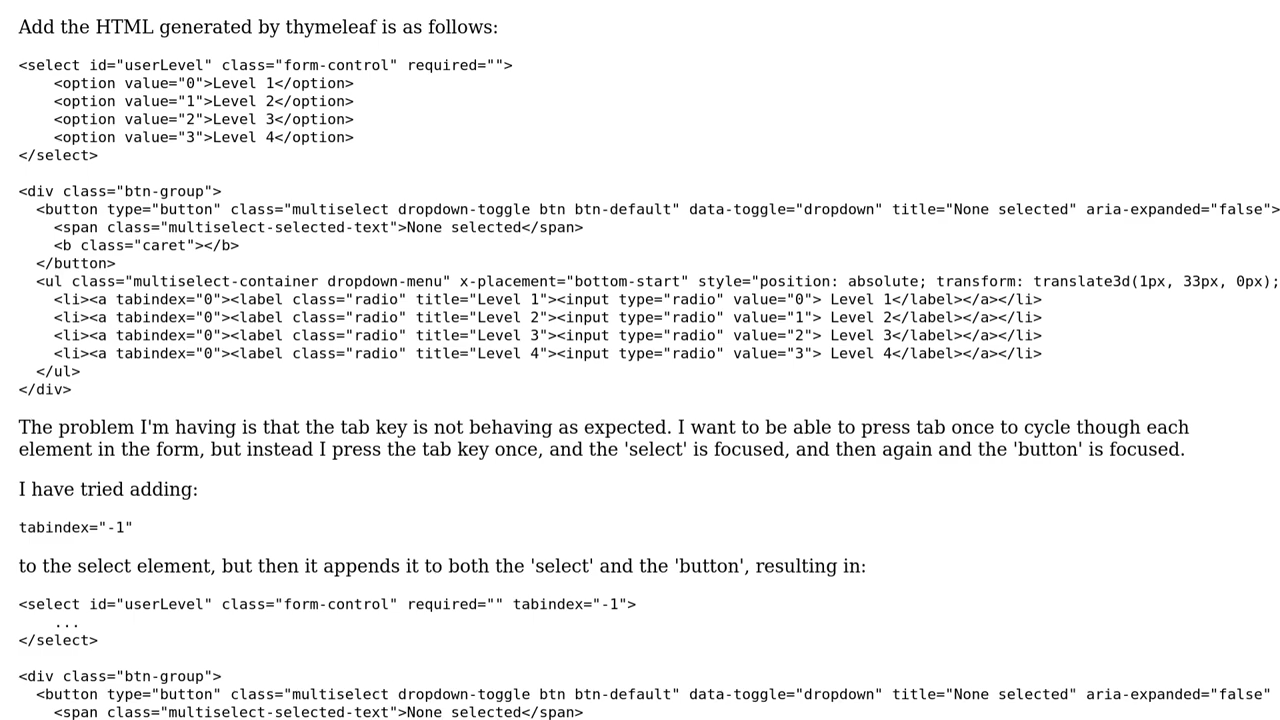 Add the HTML generated by thymeleaf is as follows:
<select id="userLevel" class="form-control" required="">
    <option value="0">Level 1</option>
    <option value="1">Level 2</option>
    <option value="2">Level 3</option>
    <option value="3">Level 4</option>
</select>
<div class="btn-group">
  <button type="button" class="multiselect dropdown-toggle btn btn-default" data-toggle="dropdown" title="None selected" aria-expanded="false">
    <span class="multiselect-selected-text">None selected</span>
    <b class="caret"></b>
  </button>
  <ul class="multiselect-container dropdown-menu" x-placement="bottom-start" style="position: absolute; transform: translate3d(1px, 33px, 0px);
    <li><a tabindex="0"><label class="radio" title="Level 1"><input type="radio" value="0"> Level 1</label></a></li>
    <li><a tabindex="0"><label class="radio" title="Level 2"><input type="radio" value="1"> Level 2</label></a></li>
    <li><a tabindex="0"><label class="radio" title="Level 3"><input type="radio" value="2"> Level 3</label></a></li>
    <li><a tabindex="0"><label class="radio" title="Level 4"><input type="radio" value="3"> Level 4</label></a></li>
  </ul>
</div>
The problem I'm having is that the tab key is not behaving as expected. I want to be able to press tab once to cycle though each
element in the form, but instead I press the tab key once, and the 'select' is focused, and then again and the 'button' is focused.
I have tried adding:
tabindex="-1"
to the select element, but then it appends it to both the 'select' and the 'button', resulting in:
<select id="userLevel" class="form-control" required="" tabindex="-1">
    ...
</select>
<div class="btn-group">
  <button type="button" class="multiselect dropdown-toggle btn btn-default" data-toggle="dropdown" title="None selected" aria-expanded="false"
    <span class="multiselect-selected-text">None selected</span>